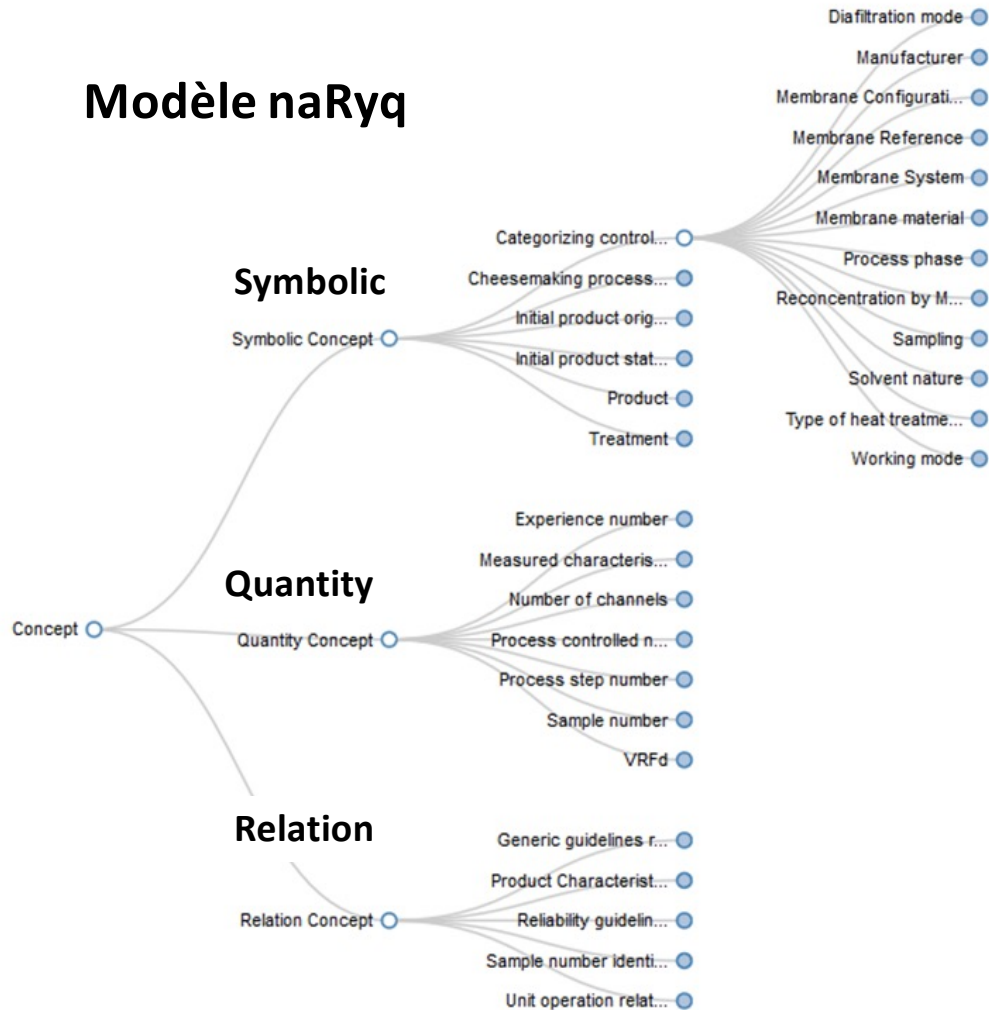 Modèle naRyq
Diafiltration mode
Manufacturer
Membrane Configurati...
Membrane Reference
Membrane System
Membrane material
Process phase
Reconcentration by M...
Sampling
Solvent nature
Type of heat treatme...
Working mode
Categorizing control...
Cheesemaking process...
Initial product orig...
Initial product stat...
Product
Treatment
Symbolic
Symbolic Concept
Experience number
Measured characteris...
Number of channels
Process controlled n...
Process step number
Sample number
VRFd
Quantity
Quantity Concept
Concept
Relation
Relation Concept
Generic guidelines r...
Product Characterist...
Reliability guidelin...
Sample number identi...
Unit operation relat...